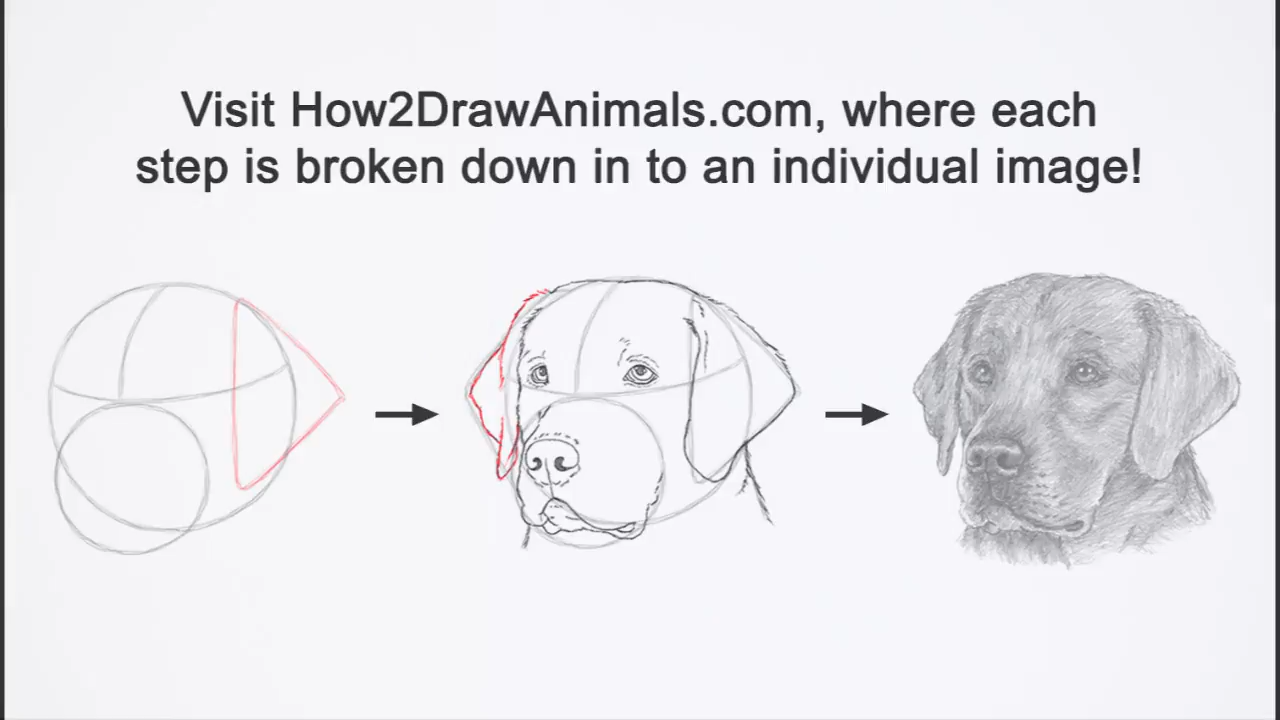 Visit How2DrawAnimals.com, where each
step is broken down in to an individual image!